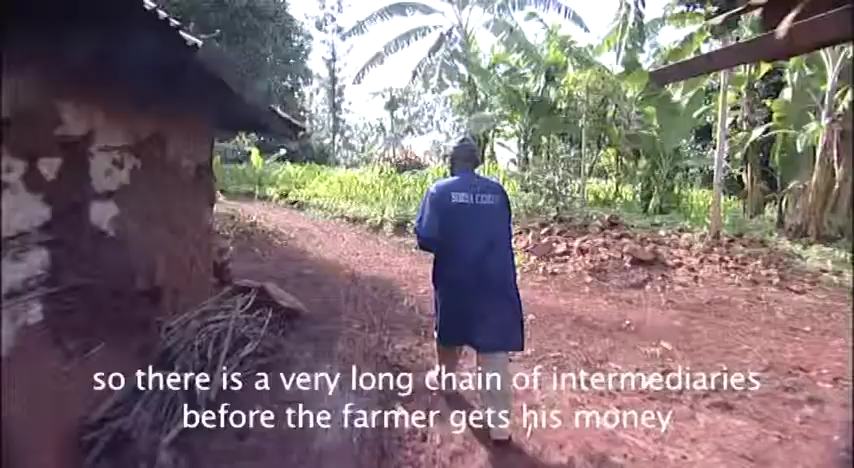 so there is a very long chain of intermediaries
before the farmer gets his money